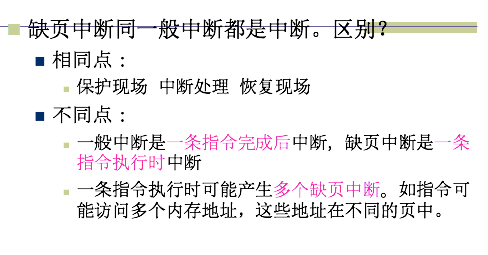 缺页中断同一般中断都是中断。区别?
相同点：
保护现场 中断处理 恢复现场
不同点：
一般中断是一条指令完成后中断, 缺页中断是一条
指令执行时中断
一条指令执行时可能产生多个缺页中断。如指令可
能访问多个内存地址，这些地址在不同的页中。